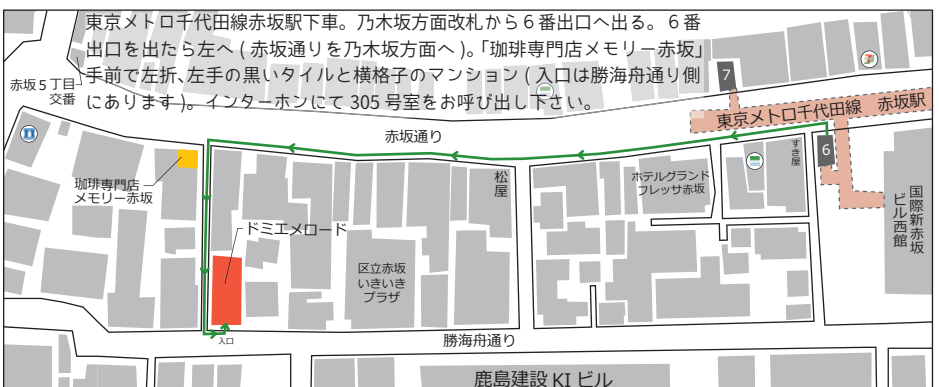 東京メトロ千代田線赤坂駅下車。乃木坂方面改札から6番出口へ出る。6番
出口を出たら左へ(赤坂通りを乃木坂方面へ)。「珈琲専門店メモリー赤坂」
手前で左折、左手の黒いタイルと横格子のマンション(入口は勝海舟通り側
にあります)。インターホンにて305号室をお呼び出し下さい。
赤坂5丁目
交番
7
東京メトロ千代田線 赤坂駅
赤坂通り
6
すき屋
珈琲専門店
メモリー赤坂
松屋
ホテルグランド
フレッサ赤坂
国際新赤坂
ビル西館
ドミエメロード
区立赤坂
いきいき
プラザ
入口
勝海舟通り
鹿島建設 KI ビル